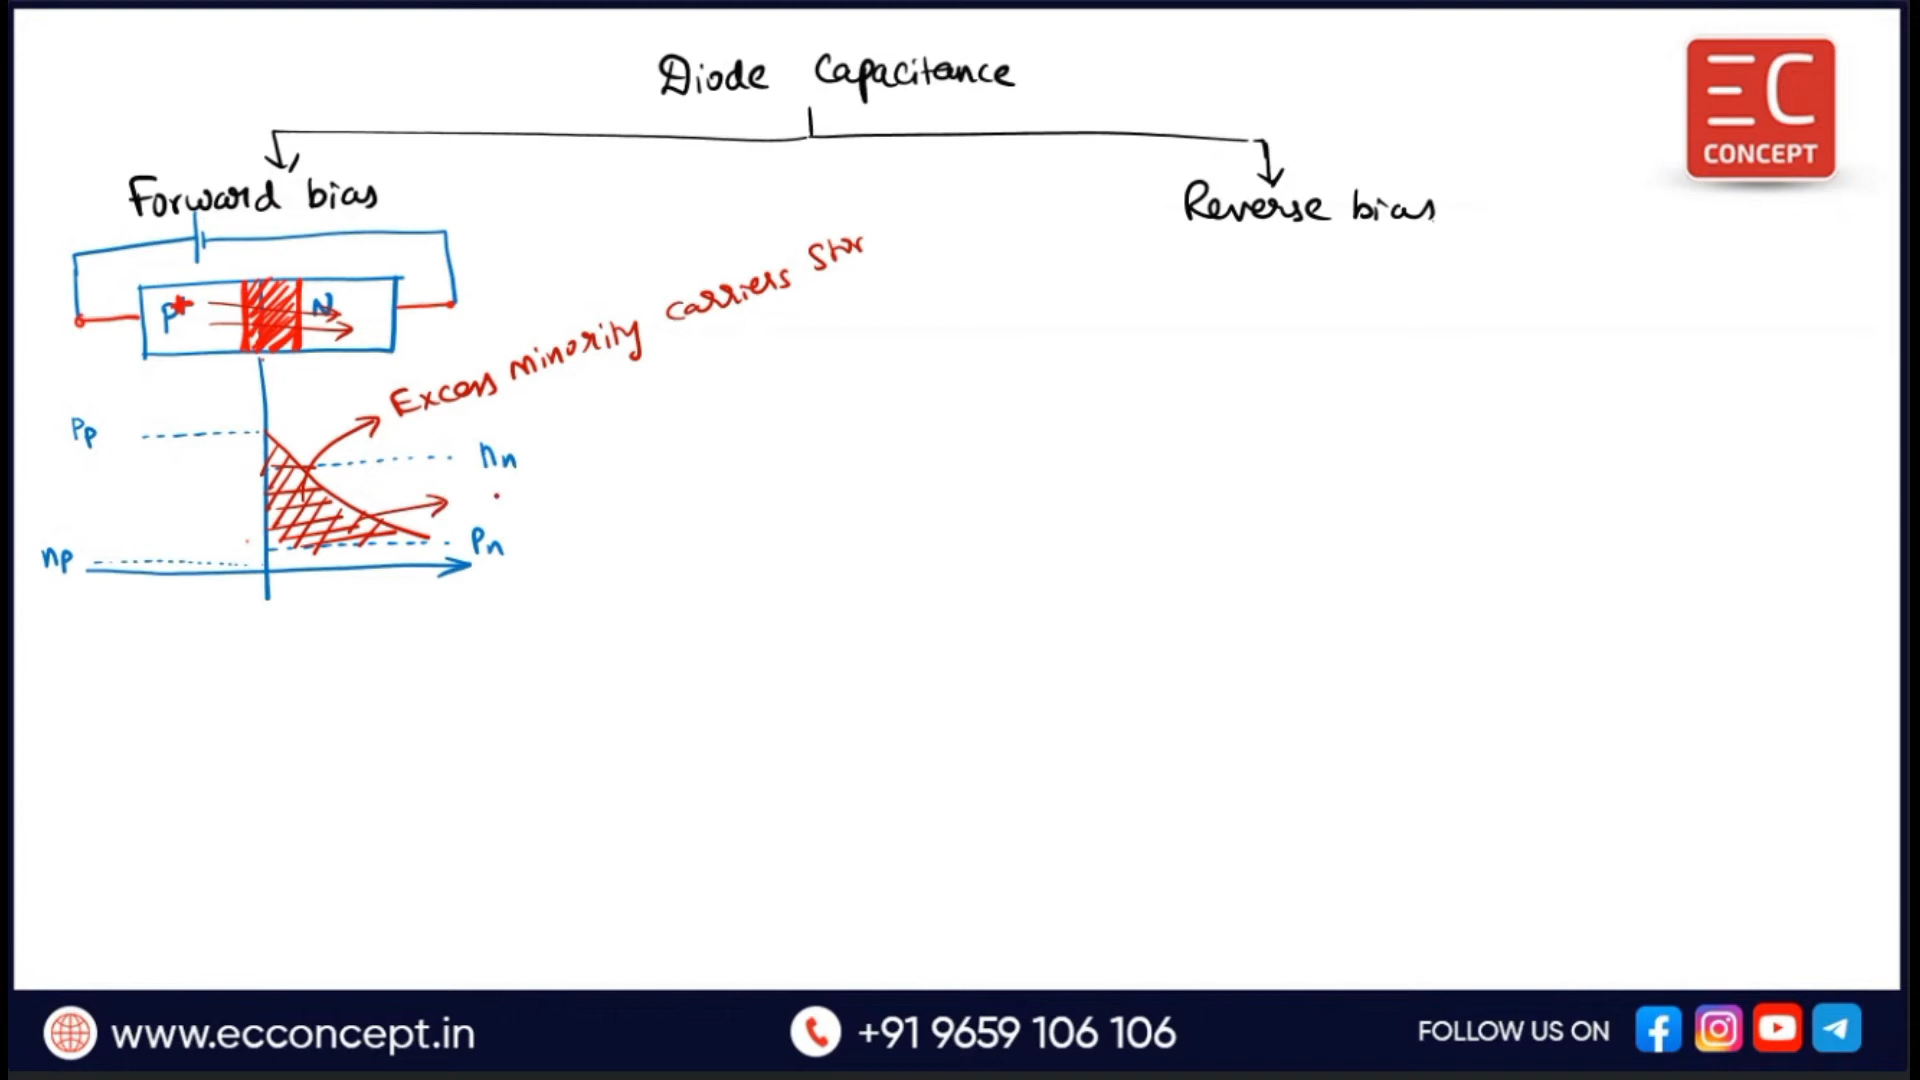 Diode Capacitance
EC
CONCEPT
Forward bias
Reverse bias
P+ N
Excess minority carriers Stor
Pp
nn
np
Pn
www.ecconcept.in
+91 9659 106 106
FOLLOW US ON